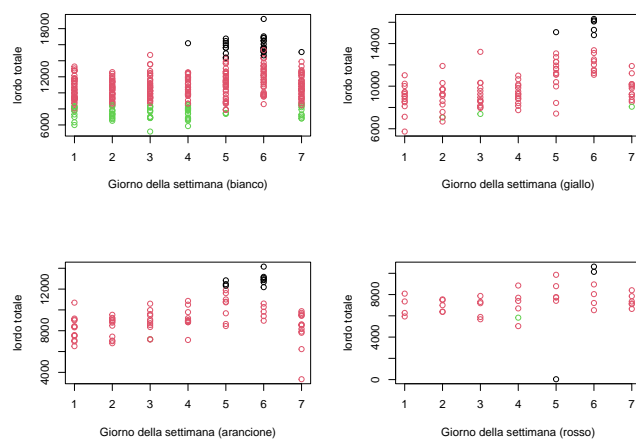 lordo totale
6000 12000 18000
1 2 3 4 5 6 7
Giorno della settimana (bianco)
lordo totale
6000 10000 14000
1 2 3 4 5 6 7
Giorno della settimana (giallo)
lordo totale
4000 8000 12000
1 2 3 4 5 6 7
Giorno della settimana (arancione)
lordo totale
0 4000 8000
1 2 3 4 5 6 7
Giorno della settimana (rosso)